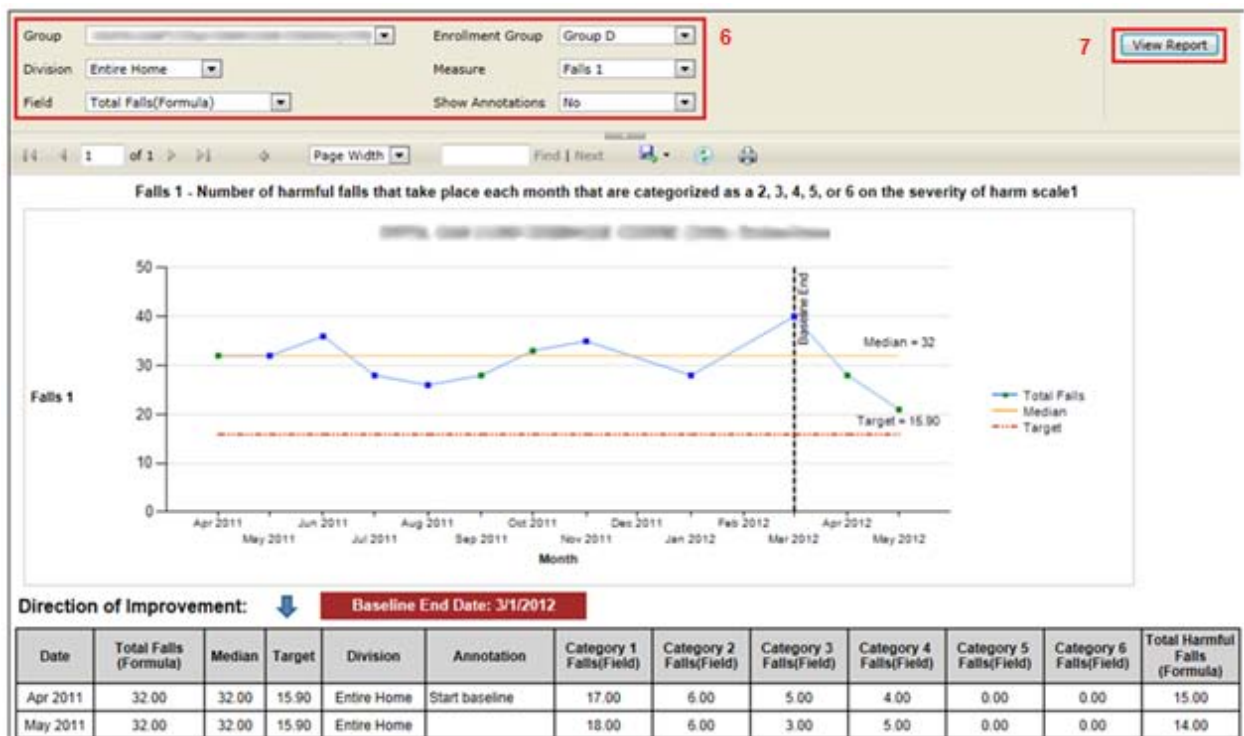 Group Enrollment Group Group D 6
7 View Report
Division Entire Home Measure Falls 1
Field Total Falls(Formula) Show Annotations No
1 of 1 Page Width Find | Next
Falls 1 - Number of harmful falls that take place each month that are categorized as a 2, 3, 4, 5, or 6 on the severity of harm scale1
50
40
30
20
10
0
Falls 1
Baseline End
Median = 32
Target = 15.90
Total Falls
Median
Target
Apr 2011 Jun 2011 Aug 2011 Oct 2011 Dec 2011 Feb 2012 Apr 2012
May 2011 Jul 2011 Sep 2011 Nov 2011 Jan 2012 Mar 2012 May 2012
Month
Direction of Improvement: Baseline End Date: 3/1/2012
Date Total Falls (Formula) Median Target Division Annotation Category 1 Falls(Field) Category 2 Falls(Field) Category 3 Falls(Field) Category 4 Falls(Field) Category 5 Falls(Field) Category 6 Falls(Field) Total Harmful Falls (Formula)
Apr 2011 32.00 32.00 15.90 Entire Home Start baseline 17.00 6.00 5.00 4.00 0.00 0.00 15.00
May 2011 32.00 32.00 15.90 Entire Home 18.00 6.00 3.00 5.00 0.00 0.00 14.00